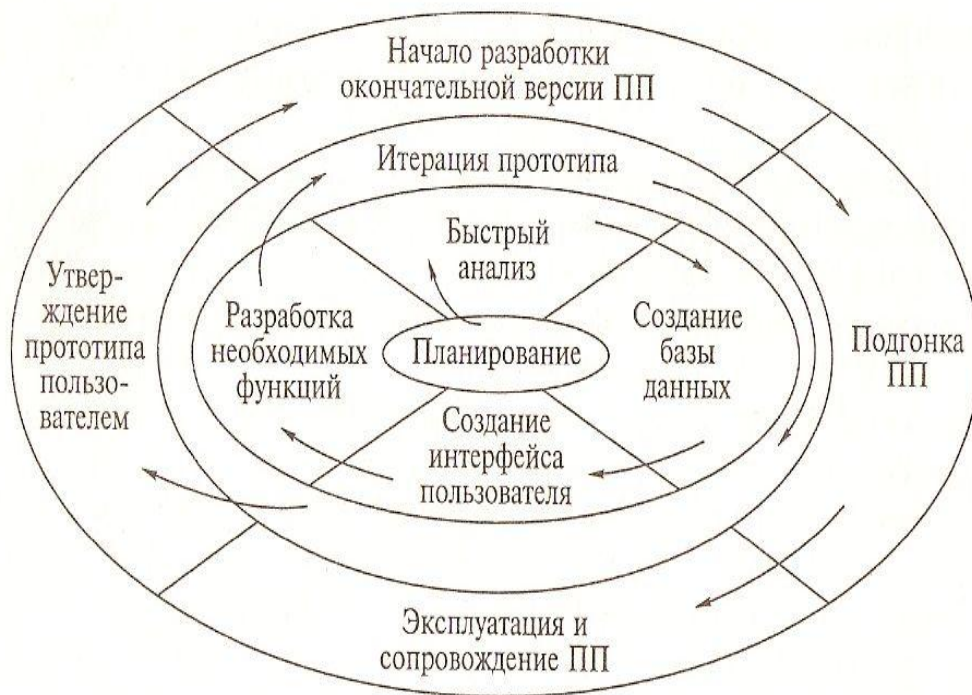 Начало разработки
окончательной версии ПП
Итерация прототипа
Быстрый
анализ
Утвер-
ждение
прототипа
пользо-
вателем
Разработка
необходимых
функций
Планирование
Создание
базы
данных
Подгонка
ПП
Создание
интерфейса
пользователя
Эксплуатация и
сопровождение ПП